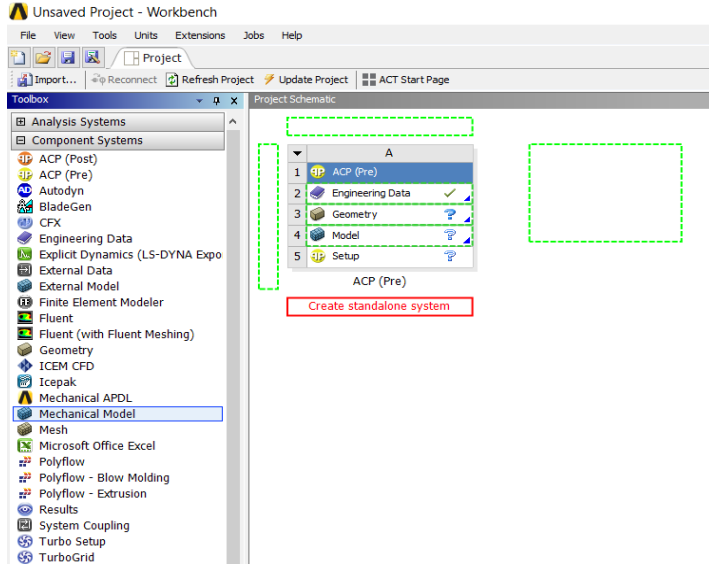 Unsaved Project - Workbench
File View Tools Units Extensions Jobs Help
Project
Import... Reconnect Refresh Project Update Project ACT Start Page
Toolbox
Project Schematic
Analysis Systems
Component Systems
ACP (Post)
ACP (Pre)
Autodyn
BladeGen
CFX
Engineering Data
Explicit Dynamics (LS-DYNA Expo
External Data
External Model
Finite Element Modeler
Fluent
Fluent (with Fluent Meshing)
Geometry
ICEM CFD
Icepak
Mechanical APDL
Mechanical Model
Mesh
Microsoft Office Excel
Polyflow
Polyflow - Blow Molding
Polyflow - Extrusion
Results
System Coupling
Turbo Setup
TurboGrid
A
1 ACP (Pre)
2 Engineering Data
3 Geometry
4 Model
5 Setup
ACP (Pre)
Create standalone system